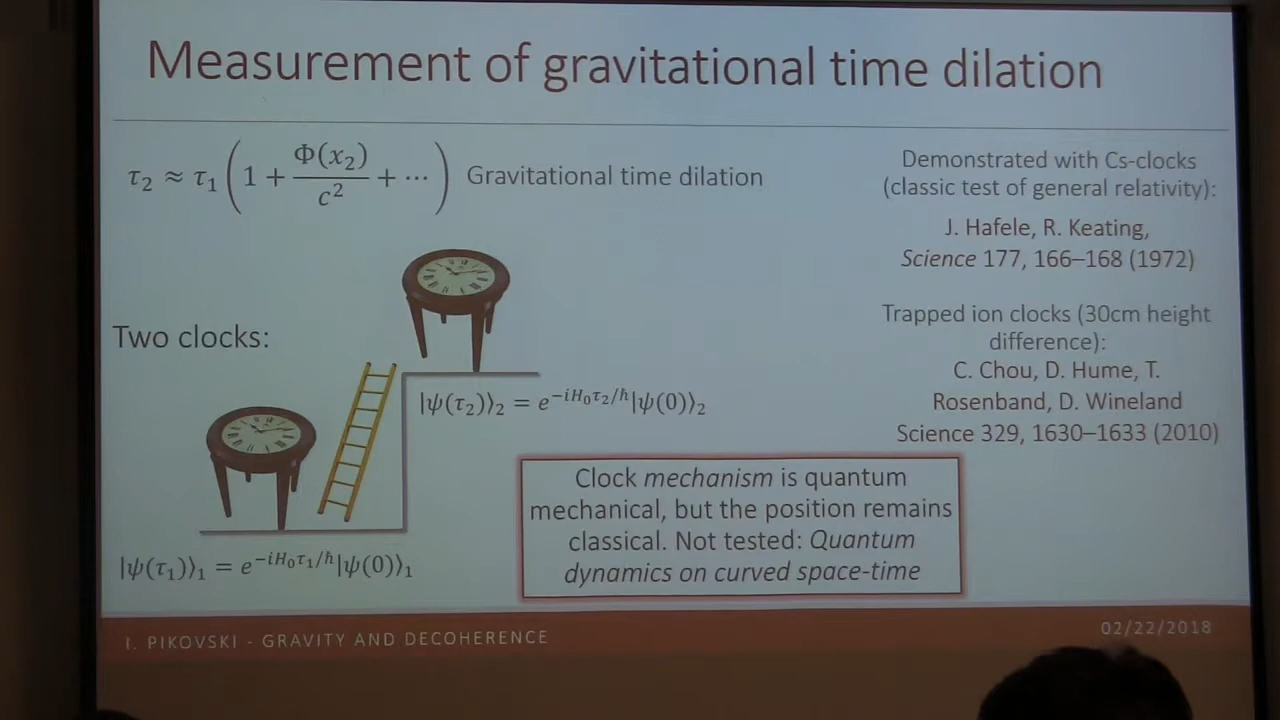 Measurement of gravitational time dilation
τ₂ ≈ τ₁ (1 + Φ(x₂)/c² + ⋯) Gravitational time dilation
Demonstrated with Cs-clocks
(classic test of general relativity):
J. Hafele, R. Keating,
Science 177, 166–168 (1972)
Trapped ion clocks (30cm height
difference):
C. Chou, D. Hume, T.
Rosenband, D. Wineland
Science 329, 1630–1633 (2010)
Two clocks:
|ψ(τ₂)⟩₂ = e^{−iH₀τ₂/ħ}|ψ(0)⟩₂
|ψ(τ₁)⟩₁ = e^{−iH₀τ₁/ħ}|ψ(0)⟩₁
Clock mechanism is quantum
mechanical, but the position remains
classical. Not tested: Quantum
dynamics on curved space-time
I. PIKOVSKI - GRAVITY AND DECOHERENCE
02/22/2018